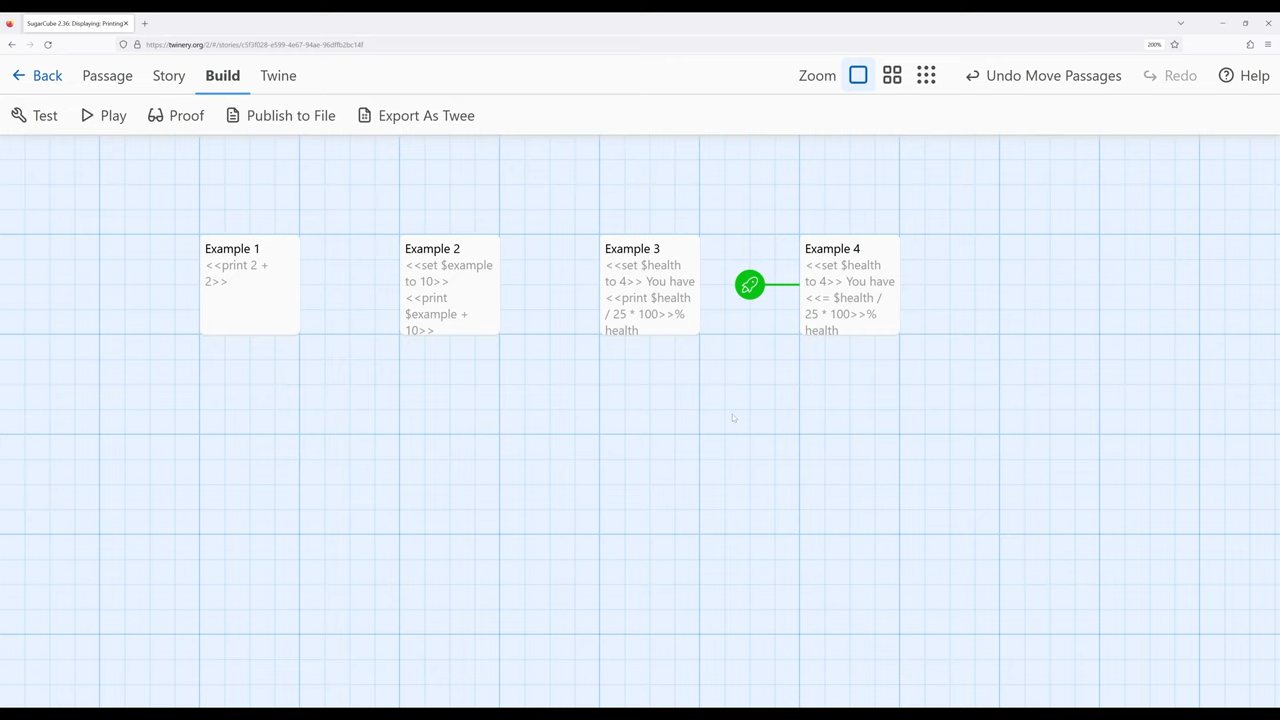 SugarCube 2.36: Displaying: Printing
https://twinery.org/2/#/stories/c5f3f028-e599-4e67-94ae-96dffb2bc14f
200%
Back
Passage
Story
Build
Twine
Zoom
Undo Move Passages
Redo
Help
Test
Play
Proof
Publish to File
Export As Twee
Example 1
<<print 2 +
2>>
Example 2
<<set $example
to 10>>
<<print
$example +
10>>
Example 3
<<set $health
to 4>> You have
<<print $health
/ 25 * 100>>%
health
Example 4
<<set $health
to 4>> You have
<<= $health /
25 * 100>>%
health